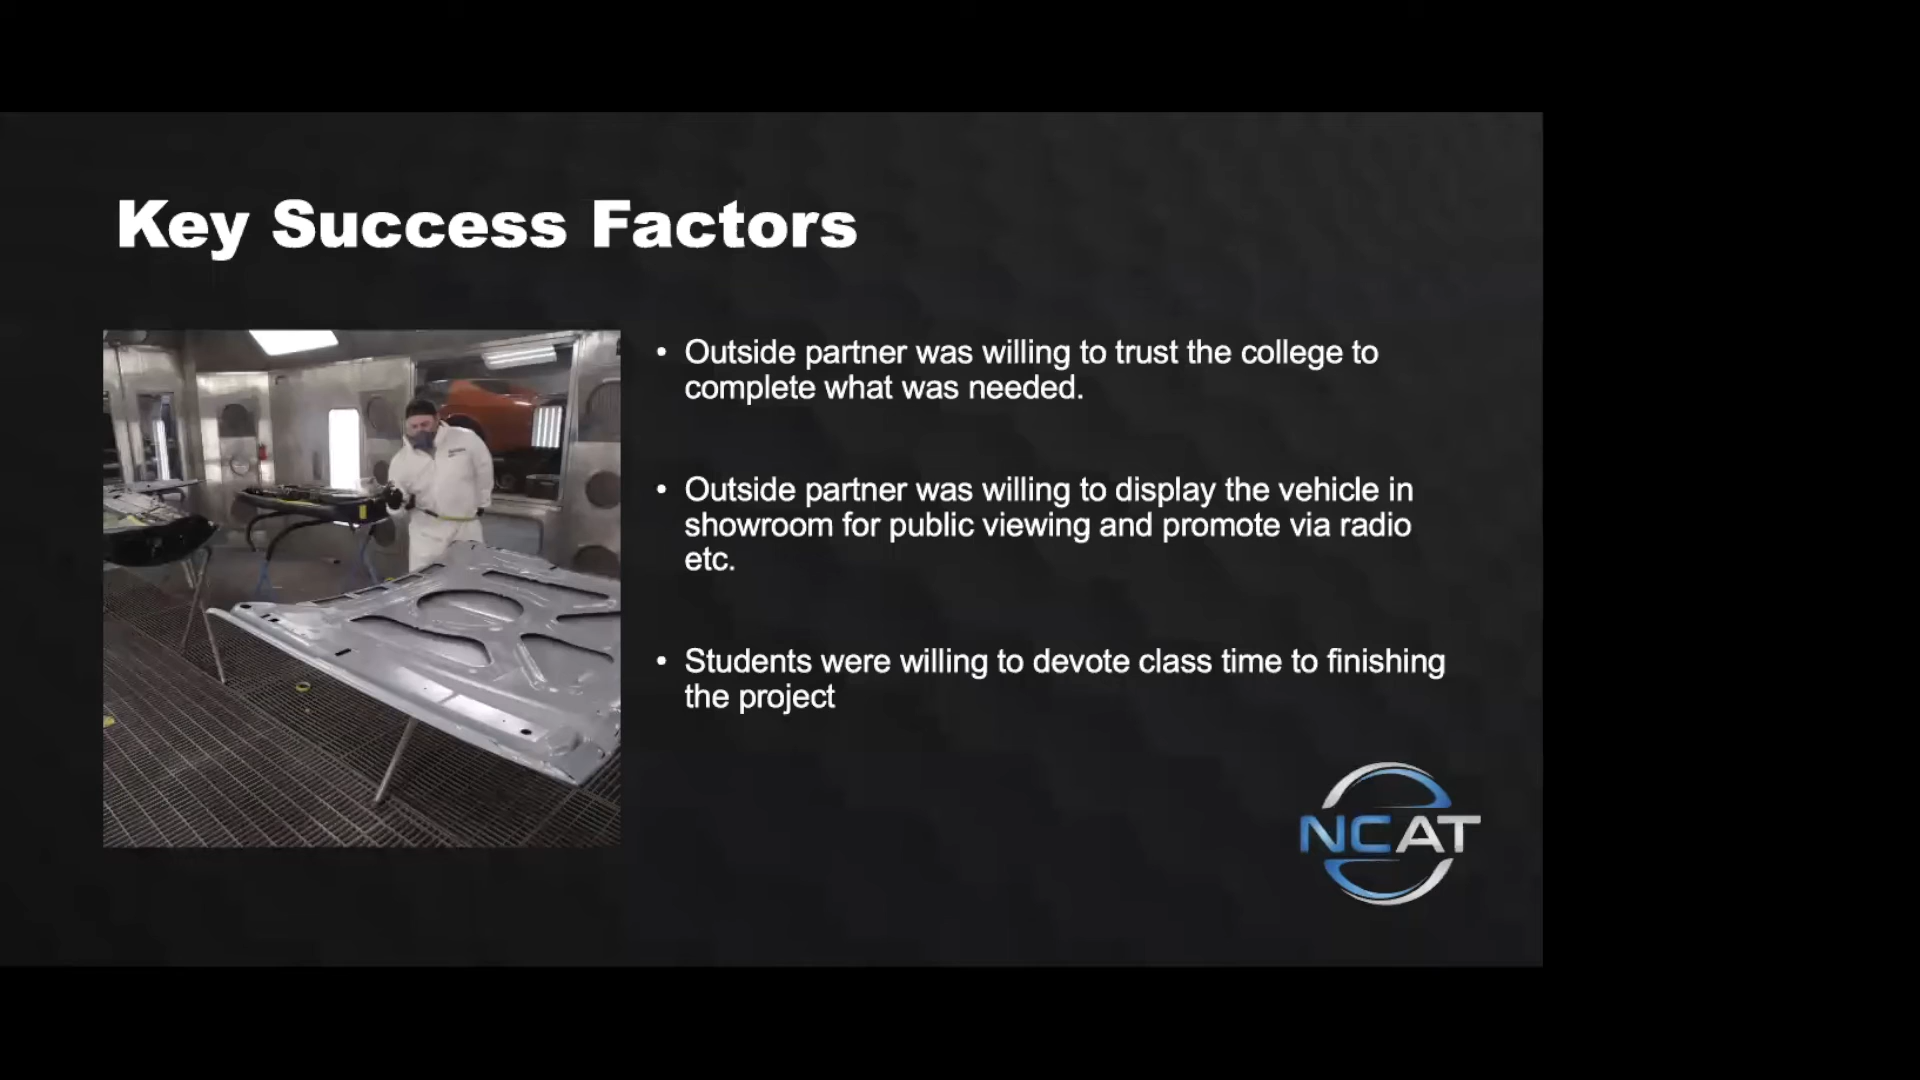 Key Success Factors
• Outside partner was willing to trust the college to
complete what was needed.
• Outside partner was willing to display the vehicle in
showroom for public viewing and promote via radio
etc.
• Students were willing to devote class time to finishing
the project
NCAT